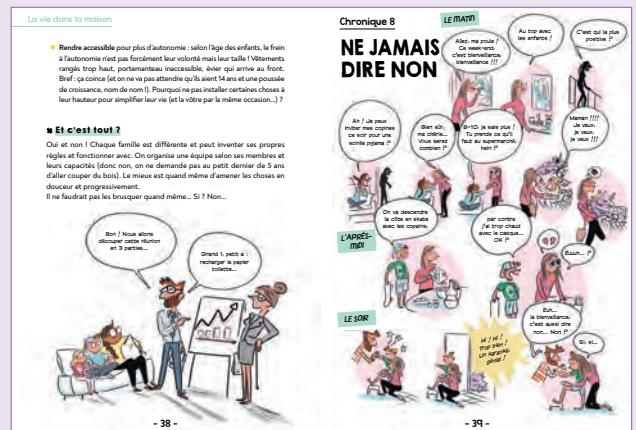 La vie dans la maison
Rendre accessible pour plus d'autonomie : selon l'âge des enfants, le frein
à l'autonomie n'est pas forcément leur volonté mais leur taille ! Vêtements
rangés trop haut, portemanteau inaccessible, évier qui arrive au front.
Bref : ça coince (et on ne va pas attendre qu'ils aient 14 ans et une poussée
de croissance, nom de nom !). Pourquoi ne pas installer certaines choses à
leur hauteur pour simplifier leur vie (et la vôtre par la même occasion...) ?
Et c'est tout ?
Oui et non ! Chaque famille est différente et peut inventer ses propres
règles et fonctionner avec. On organise une équipe selon ses membres et
leurs capacités (donc non, on ne demande pas au petit dernier de 5 ans
d'aller couper du bois). Le mieux est quand même d'amener les choses en
douceur et progressivement.
Il ne faudrait pas les brusquer quand même... Si ? Non...
Bon ! Nous allons
découper cette réunion
en 3 parties...
Grand 1, petit a :
recharger le papier
toilette...
- 38 -
Chronique 8
NE JAMAIS
DIRE NON
LE MATIN
Allez, ma poule !
Ce week-end,
c'est bienveillance,
bienveillance !!!
Au top avec
les enfants !
C'est qui la plus
positive ?
Ah ! Je peux
inviter mes copines
ce soir pour une
soirée pyjama ?
Bien sûr,
ma chérie...
Vous serez
combien ?
8-10, je sais plus !
Tu prends ce qu'il
faut au supermarché,
hein ?
Maman !!!!
Je veux,
je veux,
je veux !!!
L'APRÈS-
MIDI
On va descendre
la côte en skate
avec les copains,
par contre
j'ai trop chaud
avec le casque...
OK ?
Euuh... ?
LE SOIR
Hi ! Hi !
Trop bien !
Un karaoké,
génial !
Euh...
la bienveillance,
c'est aussi dire
non... Non ?
Si, si...
- 39 -